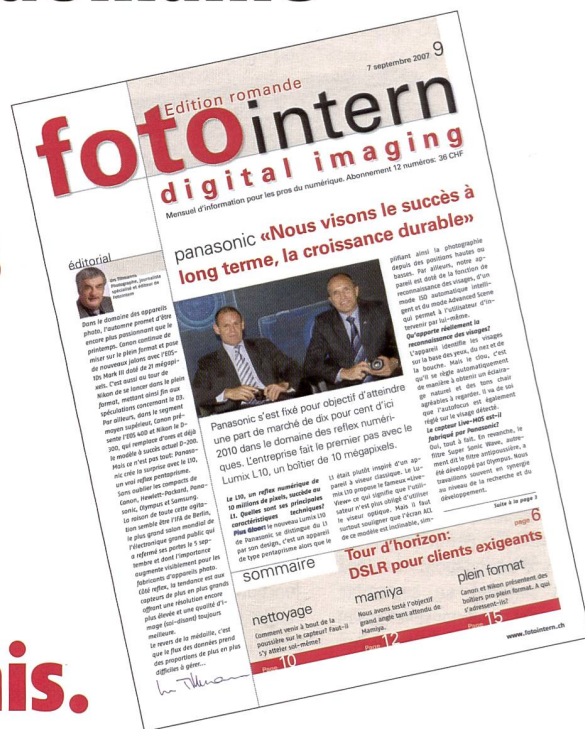 7 septembre 2007 9
Edition romande
fotointern
digital imaging
Mensuel d'information pour les pros du numérique. Abonnement 12 numéros: 36 CHF
éditorial
Urs Tillmanns
Photographe, journaliste
spécialisé et éditeur de
Fotointern
Dans le domaine des appareils
photo, l'automne promet d'être
encore plus passionnant que le
printemps. Canon continue de
miser sur le plein format et pose
de nouveaux jalons avec l'EOS-
1Ds Mark III doté de 21 mégapi-
xels. C'est aussi au tour de
Nikon de se lancer dans le plein
format, mettant ainsi fin aux
spéculations concernant le D3.
Par ailleurs, dans le segment
moyen supérieur, Canon pré-
sente l'EOS 40D et Nikon le D-
300, qui remplace d'ores et déjà
le modèle à succès actuel D-200.
Mais ce n'est pas tout: Panaso-
nic crée la surprise avec le L10,
un vrai reflex pentaprisme.
Sans oublier les compacts de
Canon, Hewlett-Packard, Pana-
sonic, Olympus et Samsung.
La raison de toute cette agita-
tion semble être l'IFA de Berlin,
le plus grand salon mondial de
l'électronique grand public qui
a refermé ses portes le 5 sep-
tembre et dont l'importance
augmente visiblement pour les
fabricants d'appareils photo.
Côté reflex, la tendance est aux
capteurs de plus en plus grands
offrant une résolution encore
plus élevée et une qualité d'i-
mage (soi-disant) toujours
meilleure.
Le revers de la médaille, c'est
que le flux des données prend
des proportions de plus en plus
difficiles à gérer...
panasonic «Nous visons le succès à
long terme, la croissance durable»
Panasonic s'est fixé pour objectif d'atteindre
une part de marché de dix pour cent d'ici
2010 dans le domaine des reflex numéri-
ques. L'entreprise fait le premier pas avec le
Lumix L10, un boîtier de 10 mégapixels.
Le L10, un reflex numérique de
10 millions de pixels, succède au
L1. Quelles sont ses principales
caractéristiques techniques?
Plus Glanz: le nouveau Lumix L10
de Panasonic se distingue du L1
par son design, c'est un appareil
de type pentaprisme alors que le
L1 était plutôt inspiré d'un ap-
pareil à viseur classique. Le Lu-
mix L10 propose le fameux «Live-
View» ce qui signifie que l'utili-
sateur n'est plus obligé d'utiliser
le viseur optique. Mais il faut
surtout souligner que l'écran ACL
de ce modèle est inclinable, sim-
plifiant ainsi la photographie
depuis des positions hautes ou
basses. Par ailleurs, notre ap-
pareil est doté de la fonction de
reconnaissance des visages, d'un
mode ISO automatique intelli-
gent et du mode Advanced Scene
qui permet à l'utilisateur d'in-
tervenir par lui-même.
Qu'apporte réellement la
reconnaissance des visages?
L'appareil identifie les visages
sur la base des yeux, du nez et de
la bouche. Mais le clou, c'est
qu'il se règle automatiquement
de manière à obtenir un éclaira-
ge naturel et des tons chair
agréables à regarder. Il va de soi
que l'autofocus est également
réglé sur le visage détecté.
Le capteur Live-MOS est-il
fabriqué par Panasonic?
Oui, tout à fait. En revanche, le
filtre Super Sonic Wave, autre-
ment dit le filtre antipoussière, a
été développé par Olympus. Nous
travaillons souvent en synergie
au niveau de la recherche et du
développement.
Suite à la page 3
sommaire
Tour d'horizon: page 6
DSLR pour clients exigeants
nettoyage
Comment venir à bout de la
poussière sur le capteur? Faut-il
s'y atteler soi-même?
Page 10
mamiya
Nous avons testé l'objectif
grand angle tant attendu de
Mamiya.
Page 12
plein format
Canon et Nikon présentent des
boîtiers pro plein format. A qui
s'adressent-ils?
Page 15
www.fotointern.ch
is.